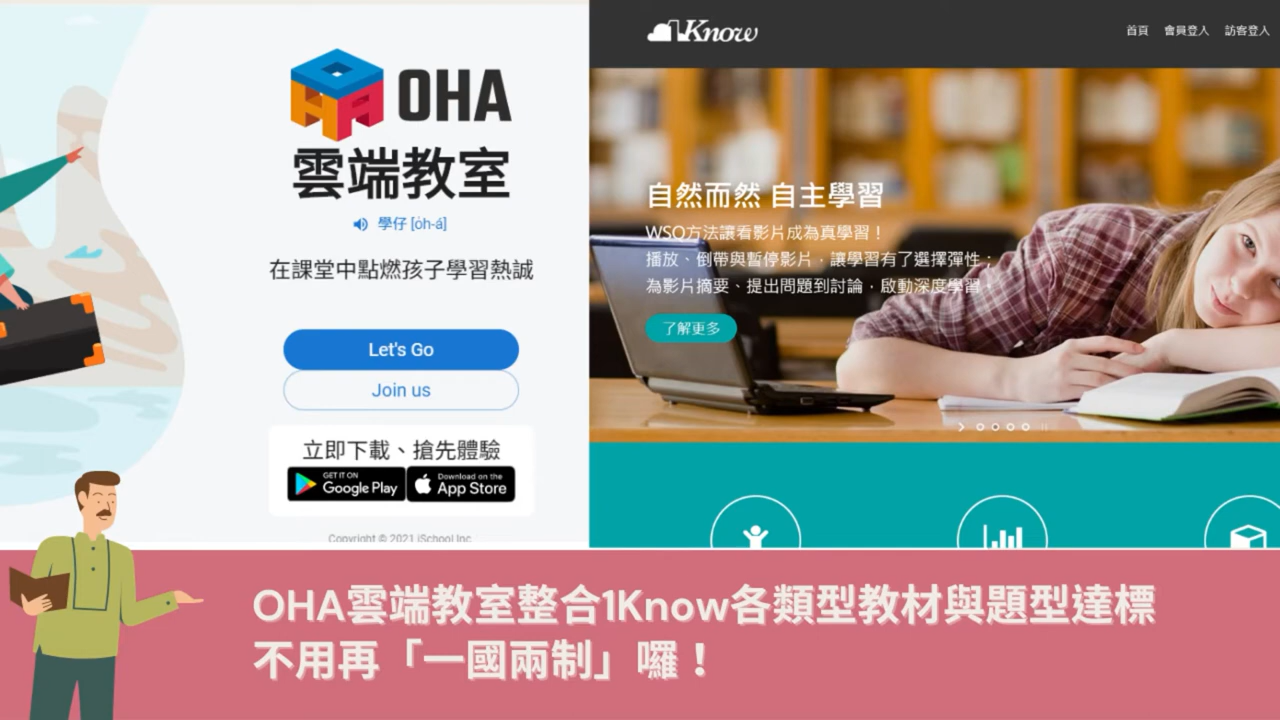 OHA
雲端教室
學仔 [o̍h-á]
在課堂中點燃孩子學習熱誠
Let's Go
Join us
立即下載、搶先體驗
GET IT ON
Google Play
Download on the
App Store
Copyright © 2021 iSchool Inc.
1Know
首頁 會員登入 訪客登入
自然而然 自主學習
WSQ方法讓看影片成為真學習！
播放、倒帶與暫停影片，讓學習有了選擇彈性；
為影片摘要、提出問題到討論，啟動深度學習。
了解更多
OHA雲端教室整合1Know各類型教材與題型達標
不用再「一國兩制」囉！